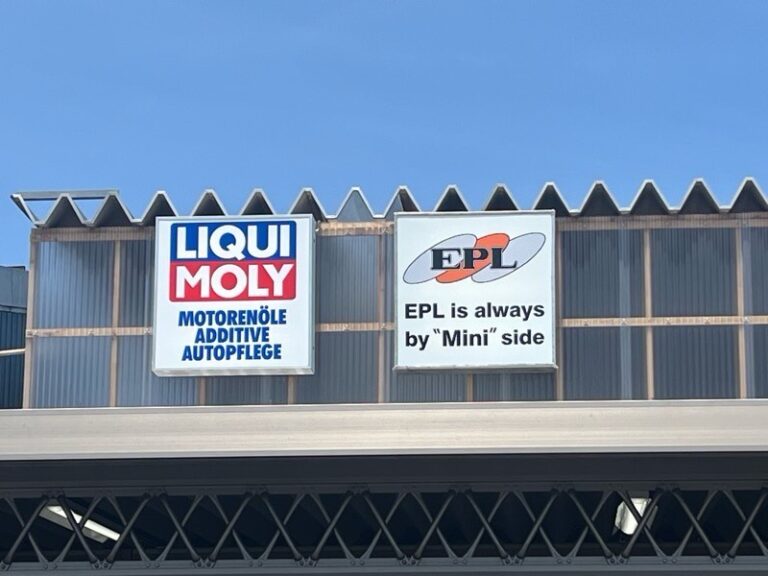 LIQUI
MOLY
MOTORENÖLE
ADDITIVE
AUTOPFLEGE
EPL
EPL is always
by "Mini" side